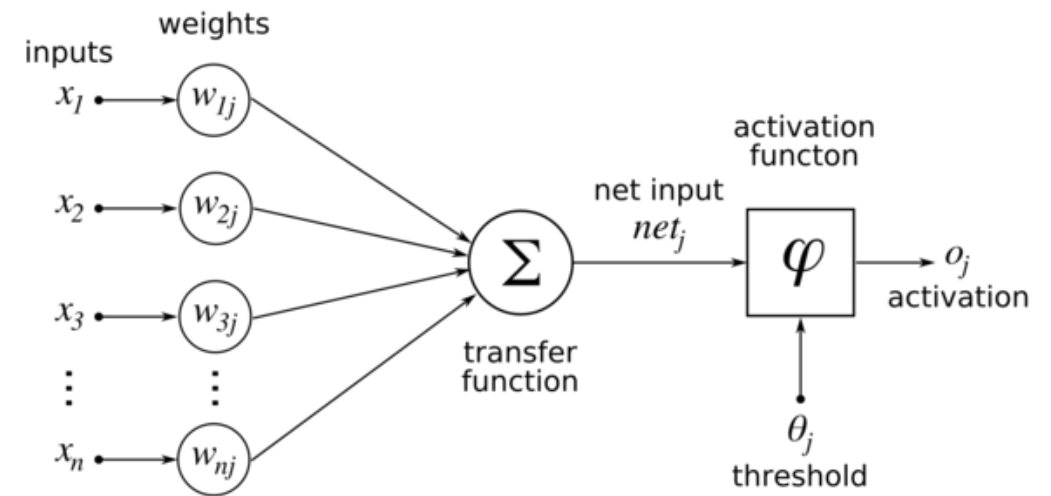 weights
inputs
x₁
w₁ⱼ
x₂
w₂ⱼ
x₃
w₃ⱼ
⋮
⋮
xₙ
wₙⱼ
Σ
transfer
function
net input
netⱼ
activation
functon
φ
oⱼ
activation
θⱼ
threshold